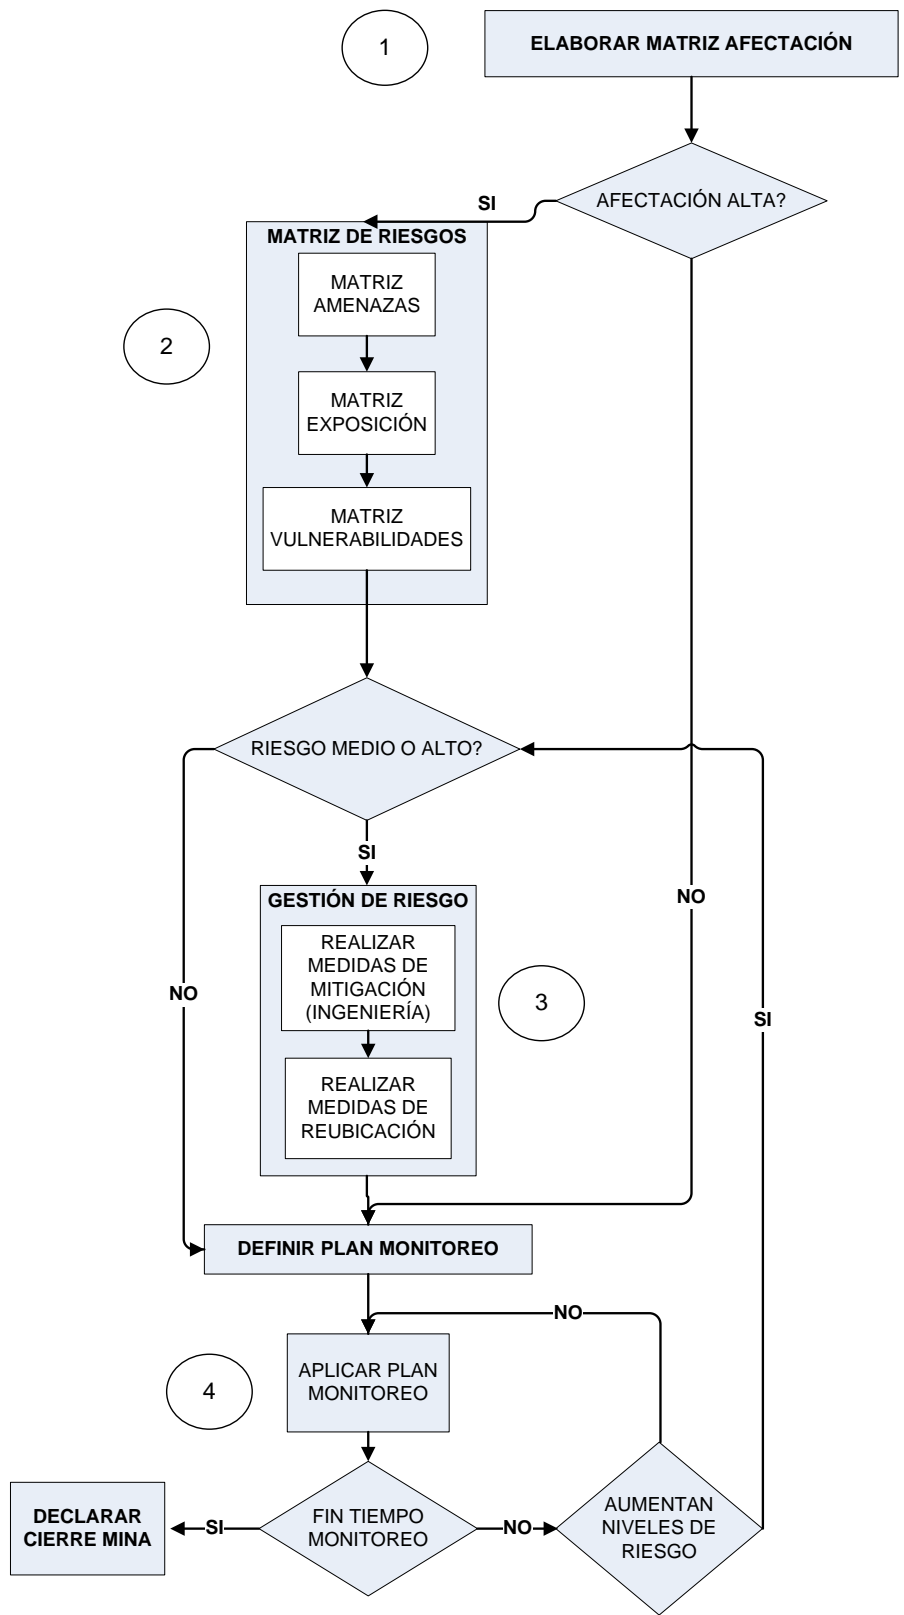 1
ELABORAR MATRIZ AFECTACIÓN
AFECTACIÓN ALTA?
SI
MATRIZ DE RIESGOS
MATRIZ
AMENAZAS
2
MATRIZ
EXPOSICIÓN
MATRIZ
VULNERABILIDADES
RIESGO MEDIO O ALTO?
SI
GESTIÓN DE RIESGO
NO
REALIZAR
MEDIDAS DE
MITIGACIÓN
(INGENIERÍA)
NO
3
SI
REALIZAR
MEDIDAS DE
REUBICACIÓN
DEFINIR PLAN MONITOREO
NO
APLICAR PLAN
MONITOREO
4
DECLARAR
CIERRE MINA
SI
FIN TIEMPO
MONITOREO
NO
AUMENTAN
NIVELES DE
RIESGO